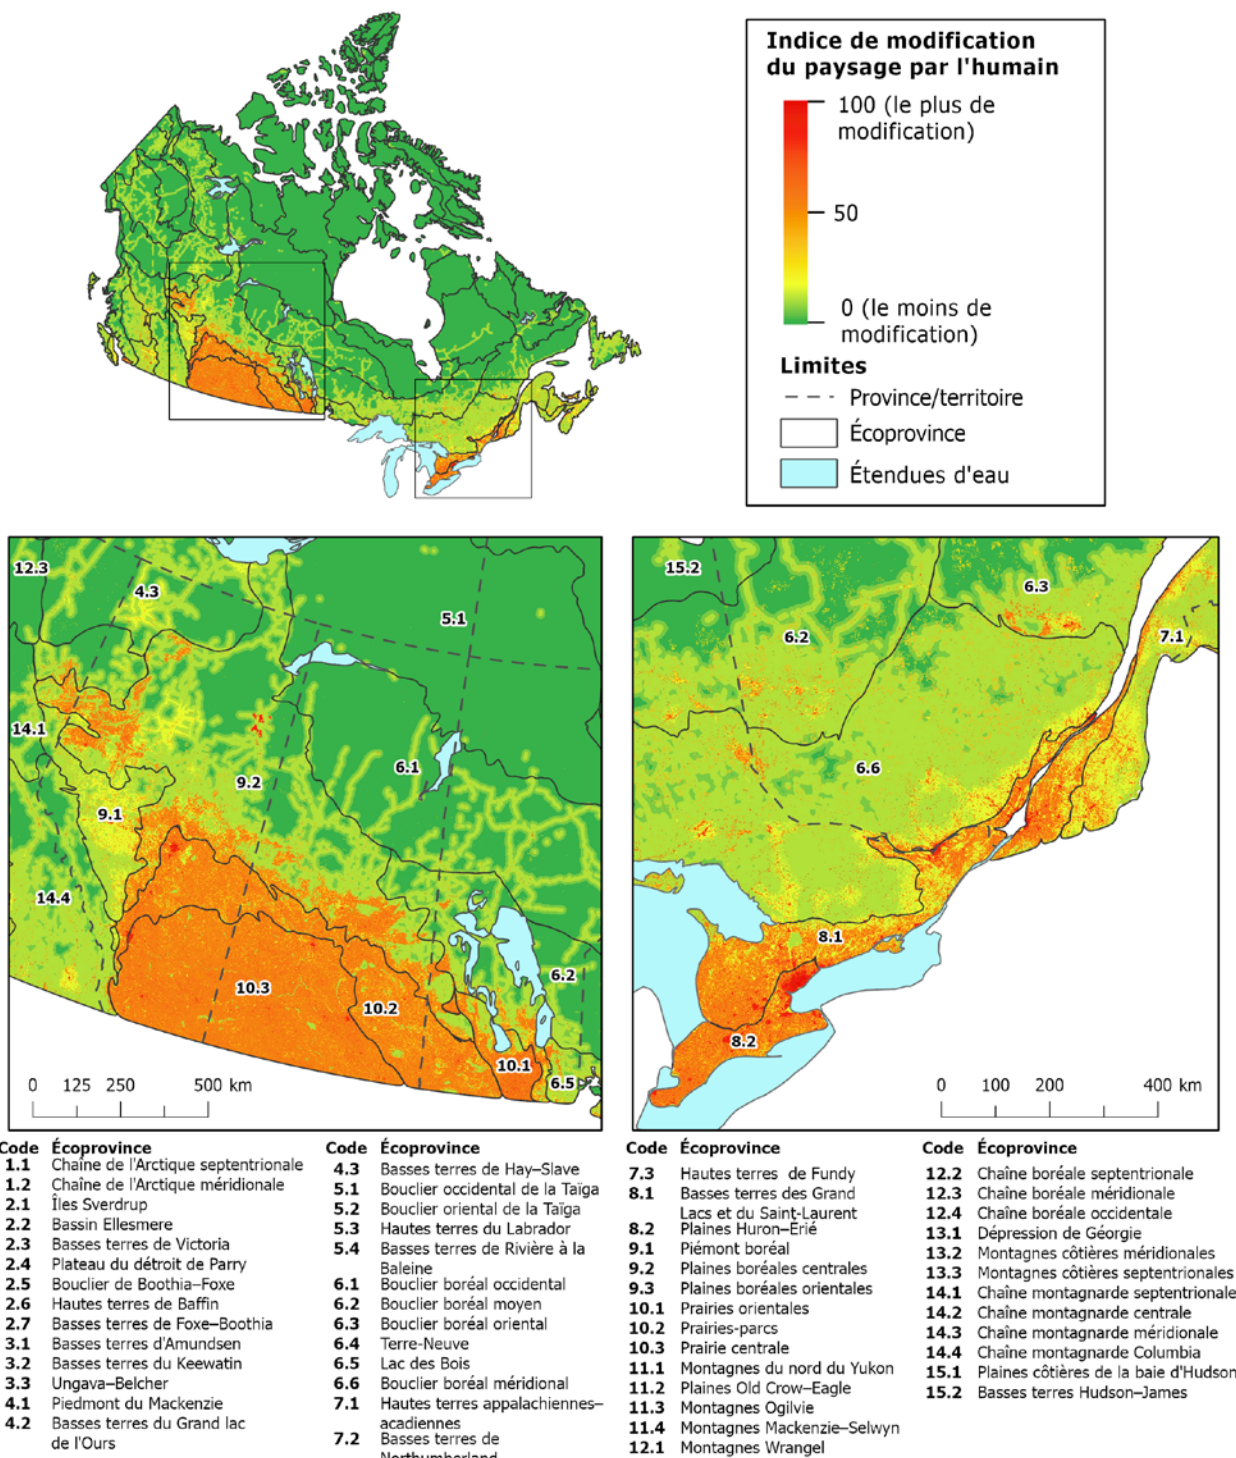 Indice de modification
du paysage par l'humain
100 (le plus de
modification)
50
0 (le moins de
modification)
Limites
Province/territoire
Écoprovince
Étendues d'eau
12.3
4.3
5.1
14.1
6.1
9.2
9.1
14.4
6.2
10.3
10.2
10.1
6.5
0 125 250 500 km
15.2
6.3
6.2
7.1
6.6
8.1
8.2
0 100 200 400 km
Code Écoprovince
1.1 Chaîne de l'Arctique septentrionale
1.2 Chaîne de l'Arctique méridionale
2.1 Îles Sverdrup
2.2 Bassin Ellesmere
2.3 Basses terres de Victoria
2.4 Plateau du détroit de Parry
2.5 Bouclier de Boothia–Foxe
2.6 Hautes terres de Baffin
2.7 Basses terres de Foxe–Boothia
3.1 Basses terres d'Amundsen
3.2 Basses terres du Keewatin
3.3 Ungava–Belcher
4.1 Piedmont du Mackenzie
4.2 Basses terres du Grand lac
de l'Ours
Code Écoprovince
4.3 Basses terres de Hay–Slave
5.1 Bouclier occidental de la Taïga
5.2 Bouclier oriental de la Taïga
5.3 Hautes terres du Labrador
5.4 Basses terres de Rivière à la
Baleine
6.1 Bouclier boréal occidental
6.2 Bouclier boréal moyen
6.3 Bouclier boréal oriental
6.4 Terre-Neuve
6.5 Lac des Bois
6.6 Bouclier boréal méridional
7.1 Hautes terres appalachiennes–
acadiennes
7.2 Basses terres de
Northumberland
Code Écoprovince
7.3 Hautes terres de Fundy
8.1 Basses terres des Grand
Lacs et du Saint-Laurent
8.2 Plaines Huron–Érié
9.1 Piémont boréal
9.2 Plaines boréales centrales
9.3 Plaines boréales orientales
10.1 Prairies orientales
10.2 Prairies-parcs
10.3 Prairie centrale
11.1 Montagnes du nord du Yukon
11.2 Plaines Old Crow–Eagle
11.3 Montagnes Ogilvie
11.4 Montagnes Mackenzie–Selwyn
12.1 Montagnes Wrangel
Code Écoprovince
12.2 Chaîne boréale septentrionale
12.3 Chaîne boréale méridionale
12.4 Chaîne boréale occidentale
13.1 Dépression de Géorgie
13.2 Montagnes côtières méridionales
13.3 Montagnes côtières septentrionales
14.1 Chaîne montagnarde septentrionale
14.2 Chaîne montagnarde centrale
14.3 Chaîne montagnarde méridionale
14.4 Chaîne montagnarde Columbia
15.1 Plaines côtières de la baie d'Hudson
15.2 Basses terres Hudson–James